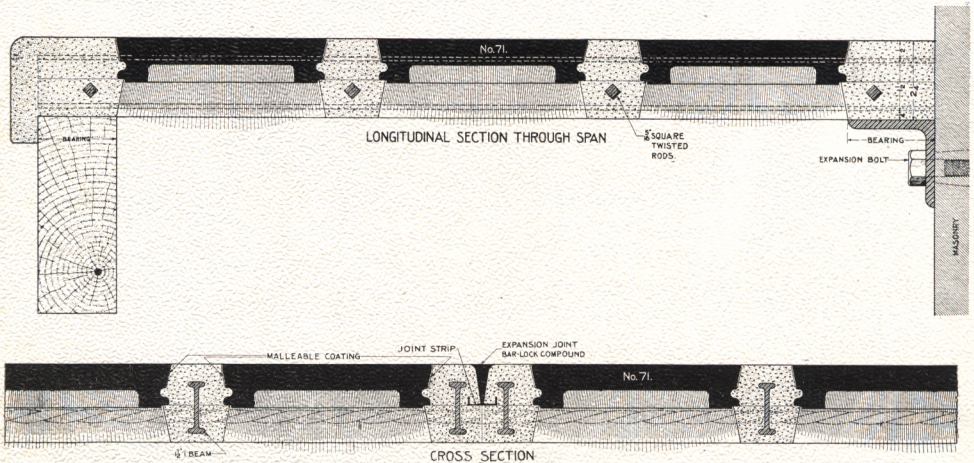 No.71.
LONGITUDINAL SECTION THROUGH SPAN
BEARING
SQUARE
TWISTED
RODS.
BEARING
EXPANSION BOLT
MASONRY
MALLEABLE COATING
JOINT STRIP
EXPANSION JOINT
BAR-LOCK COMPOUND
No.71.
I BEAM
CROSS SECTION